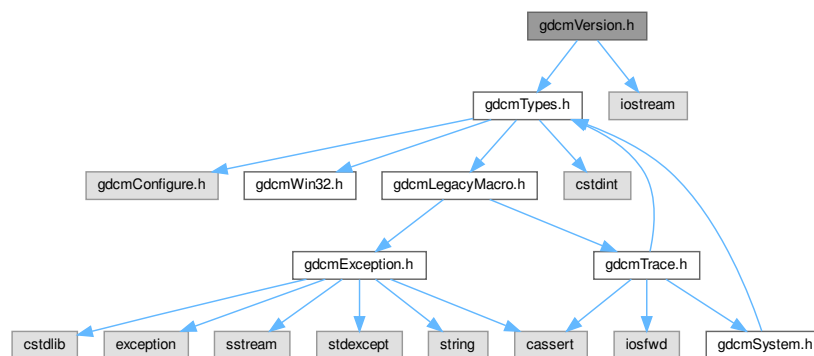 gdcmVersion.h
gdcmTypes.h
iostream
gdcmConfigure.h
gdcmWin32.h
gdcmLegacyMacro.h
cstdint
gdcmException.h
gdcmTrace.h
cstdlib
exception
sstream
stdexcept
string
cassert
iosfwd
gdcmSystem.h